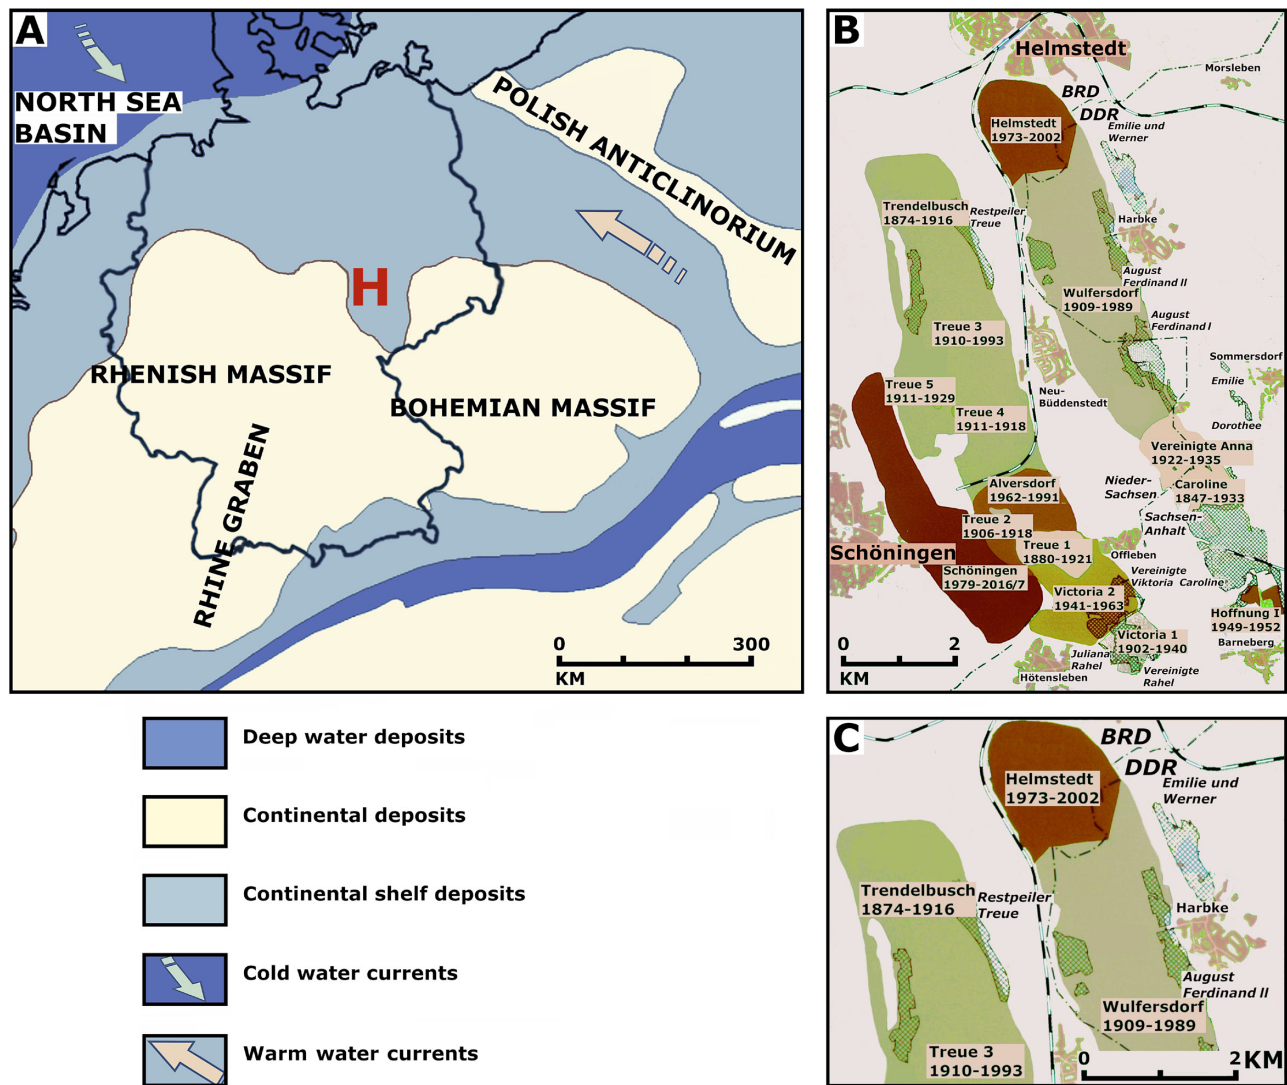 A
NORTH SEA
BASIN
POLISH ANTICLINORIUM
H
RHENISH MASSIF
BOHEMIAN MASSIF
RHINE GRABEN
0 300
KM
Deep water deposits
Continental deposits
Continental shelf deposits
Cold water currents
Warm water currents
B
Helmstedt
Morsleben
BRD
DDR
Helmstedt
1973-2002
Emilie und
Werner
Trendelbusch
1874-1916
Restpeiler
Treue
Harbke
August
Ferdinand II
Wulfersdorf
1909-1989
August
Ferdinand I
Treue 3
1910-1993
Sommersdorf
Emilie
Dorothee
Treue 5
1911-1929
Neu-
Büddenstedt
Treue 4
1911-1918
Vereinigte Anna
1922-1935
Nieder-
Sachsen
Caroline
1847-1933
Alversdorf
1962-1991
Sachsen-
Anhalt
Treue 2
1906-1918
Treue 1
1880-1921
Offleben
Schöningen
Schöningen
1979-2016/7
Vereinigte
Viktoria Caroline
Victoria 2
1941-1963
Hoffnung I
1949-1952
Victoria 1
1902-1940
Barneberg
Juliana
Rahel
Hötensleben
Vereinigte
Rahel
0 2
KM
C
BRD
DDR
Helmstedt
1973-2002
Emilie und
Werner
Trendelbusch
1874-1916
Restpeiler
Treue
Harbke
August
Ferdinand II
Wulfersdorf
1909-1989
Treue 3
1910-1993
0 2 KM